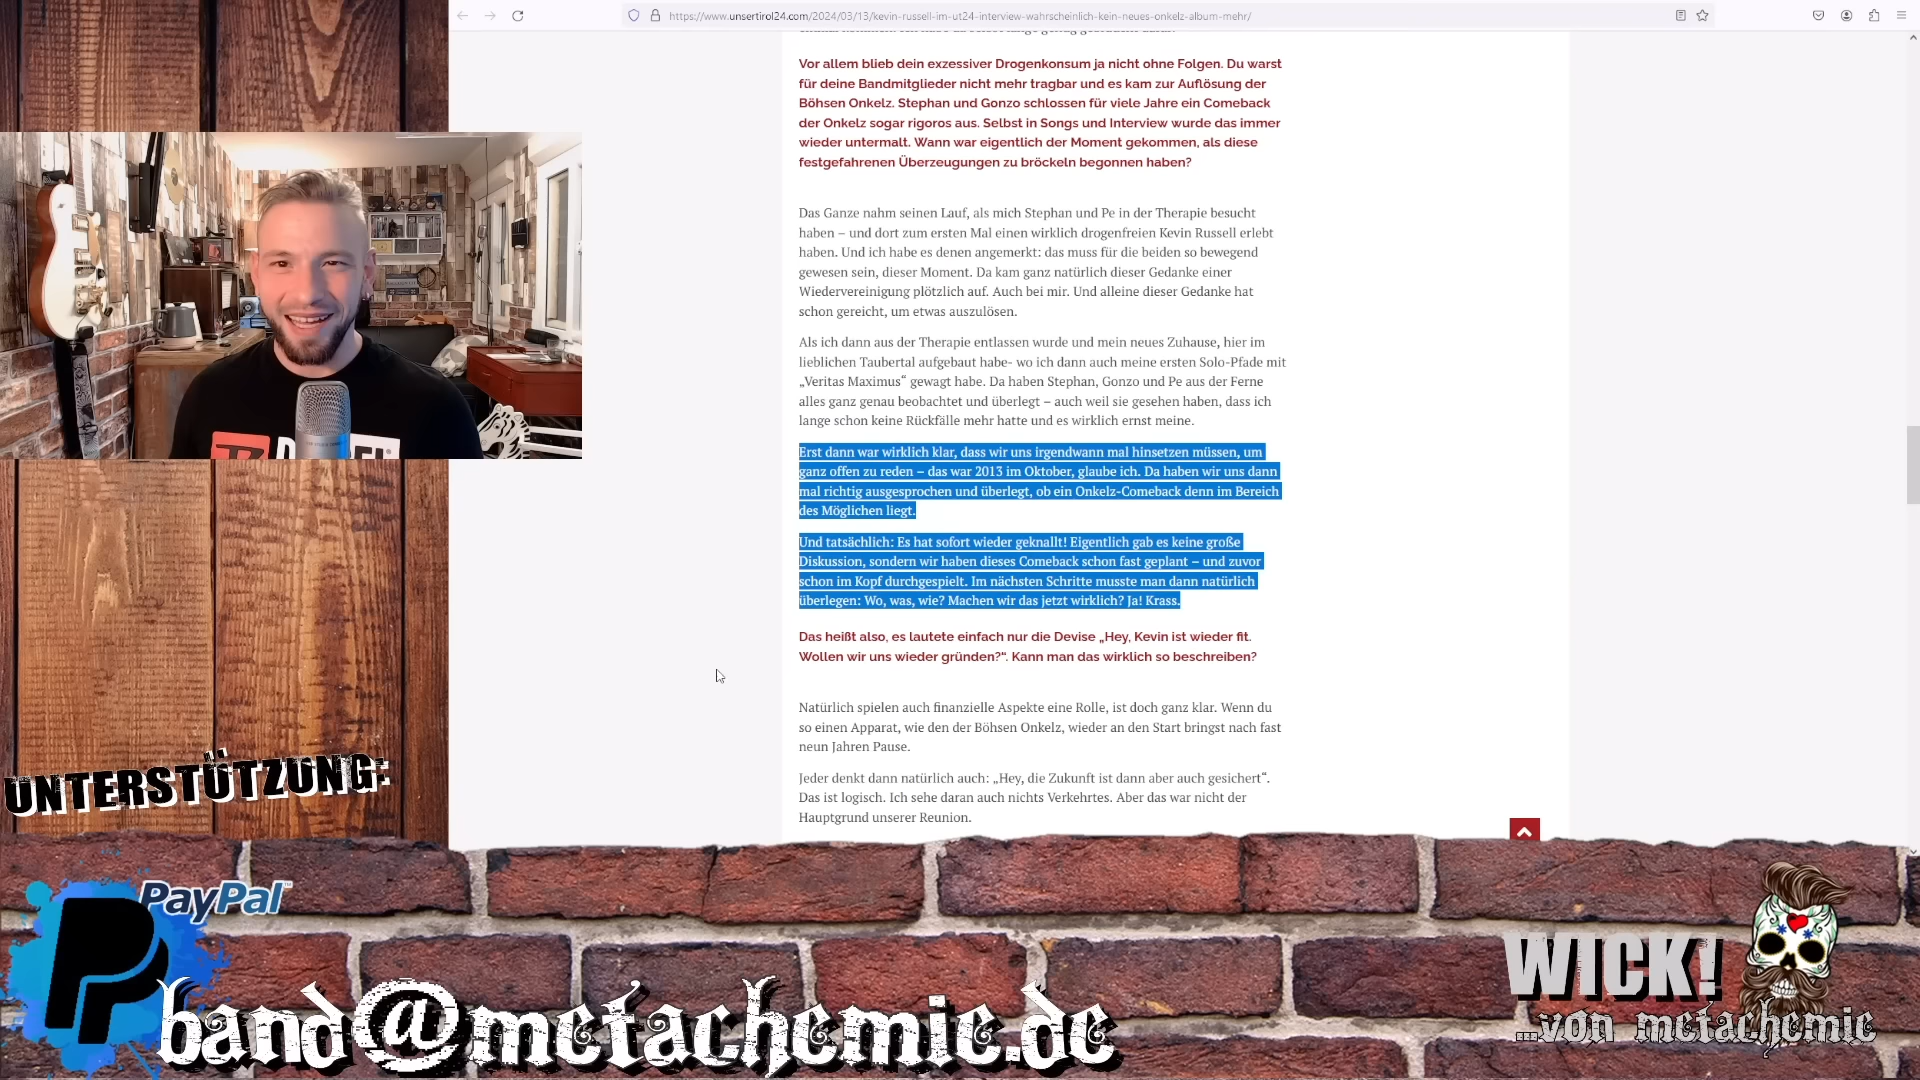 https://www.unsertirol24.com/2024/03/13/kevin-russell-im-ut24-interview-wahrscheinlich-kein-neues-onkelz-album-mehr/
Vor allem blieb dein exzessiver Drogenkonsum ja nicht ohne Folgen. Du warst
für deine Bandmitglieder nicht mehr tragbar und es kam zur Auflösung der
Böhsen Onkelz. Stephan und Gonzo schlossen für viele Jahre ein Comeback
der Onkelz sogar rigoros aus. Selbst in Songs und Interview wurde das immer
wieder untermalt. Wann war eigentlich der Moment gekommen, als diese
festgefahrenen Überzeugungen zu bröckeln begonnen haben?
Das Ganze nahm seinen Lauf, als mich Stephan und Pe in der Therapie besucht
haben – und dort zum ersten Mal einen wirklich drogenfreien Kevin Russell erlebt
haben. Und ich habe es denen angemerkt: das muss für die beiden so bewegend
gewesen sein, dieser Moment. Da kam ganz natürlich dieser Gedanke einer
Wiedervereinigung plötzlich auf. Auch bei mir. Und alleine dieser Gedanke hat
schon gereicht, um etwas auszulösen.
Als ich dann aus der Therapie entlassen wurde und mein neues Zuhause, hier im
lieblichen Taubertal aufgebaut habe- wo ich dann auch meine ersten Solo-Pfade mit
„Veritas Maximus“ gewagt habe. Da haben Stephan, Gonzo und Pe aus der Ferne
alles ganz genau beobachtet und überlegt – auch weil sie gesehen haben, dass ich
lange schon keine Rückfälle mehr hatte und es wirklich ernst meine.
Erst dann war wirklich klar, dass wir uns irgendwann mal hinsetzen müssen, um
ganz offen zu reden – das war 2013 im Oktober, glaube ich. Da haben wir uns dann
mal richtig ausgesprochen und überlegt, ob ein Onkelz-Comeback denn im Bereich
des Möglichen liegt.
Und tatsächlich: Es hat sofort wieder geknallt! Eigentlich gab es keine große
Diskussion, sondern wir haben dieses Comeback schon fast geplant – und zuvor
schon im Kopf durchgespielt. Im nächsten Schritte musste man dann natürlich
überlegen: Wo, was, wie? Machen wir das jetzt wirklich? Ja! Krass.
Das heißt also, es lautete einfach nur die Devise „Hey, Kevin ist wieder fit.
Wollen wir uns wieder gründen?“. Kann man das wirklich so beschreiben?
Natürlich spielen auch finanzielle Aspekte eine Rolle, ist doch ganz klar. Wenn du
so einen Apparat, wie den der Böhsen Onkelz, wieder an den Start bringst nach fast
neun Jahren Pause.
Jeder denkt dann natürlich auch: „Hey, die Zukunft ist dann aber auch gesichert“.
Das ist logisch. Ich sehe daran auch nichts Verkehrtes. Aber das war nicht der
Hauptgrund unserer Reunion.
UNTERSTÜTZUNG:
PayPal™
band@metachemie.de
WICK!
...von metachemie